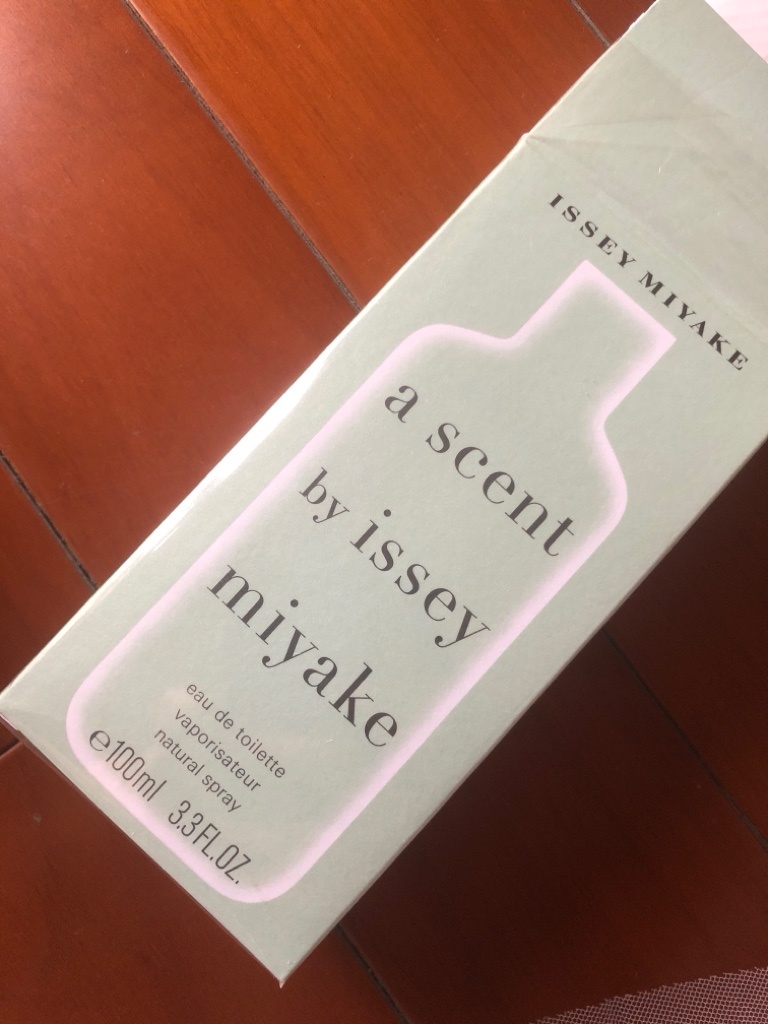 ISSEY MIYAKE
a scent
by issey
miyake
eau de toilette
vaporisateur
natural spray
℮100ml 3.3FL.OZ.